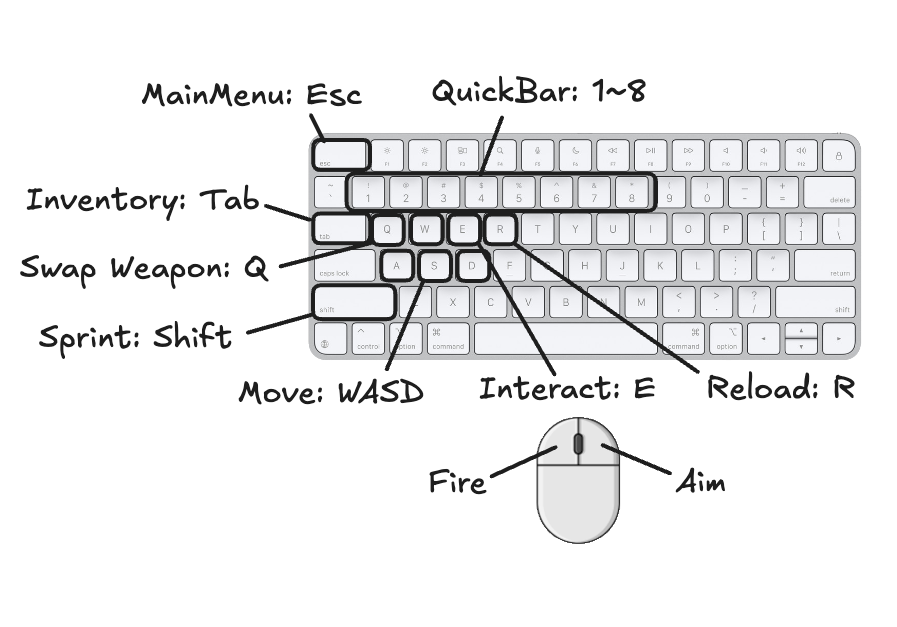 MainMenu: Esc
QuickBar: 1~8
esc
F1 F2 F3 F4 F5 F6 F7 F8 F9 F10 F11 F12
Inventory: Tab
~ ! @ # $ % ^ & * ( ) _ +
` 1 2 3 4 5 6 7 8 9 0 - = delete
tab Q W E R T Y U I O P { [ } ] | \
Swap Weapon: Q
caps lock A S D F G H J K L : ; " ' return
Sprint: Shift
shift Z X C V B N M < , > . ? / shift
control option command command option
Move: WASD
Interact: E
Reload: R
Fire
Aim